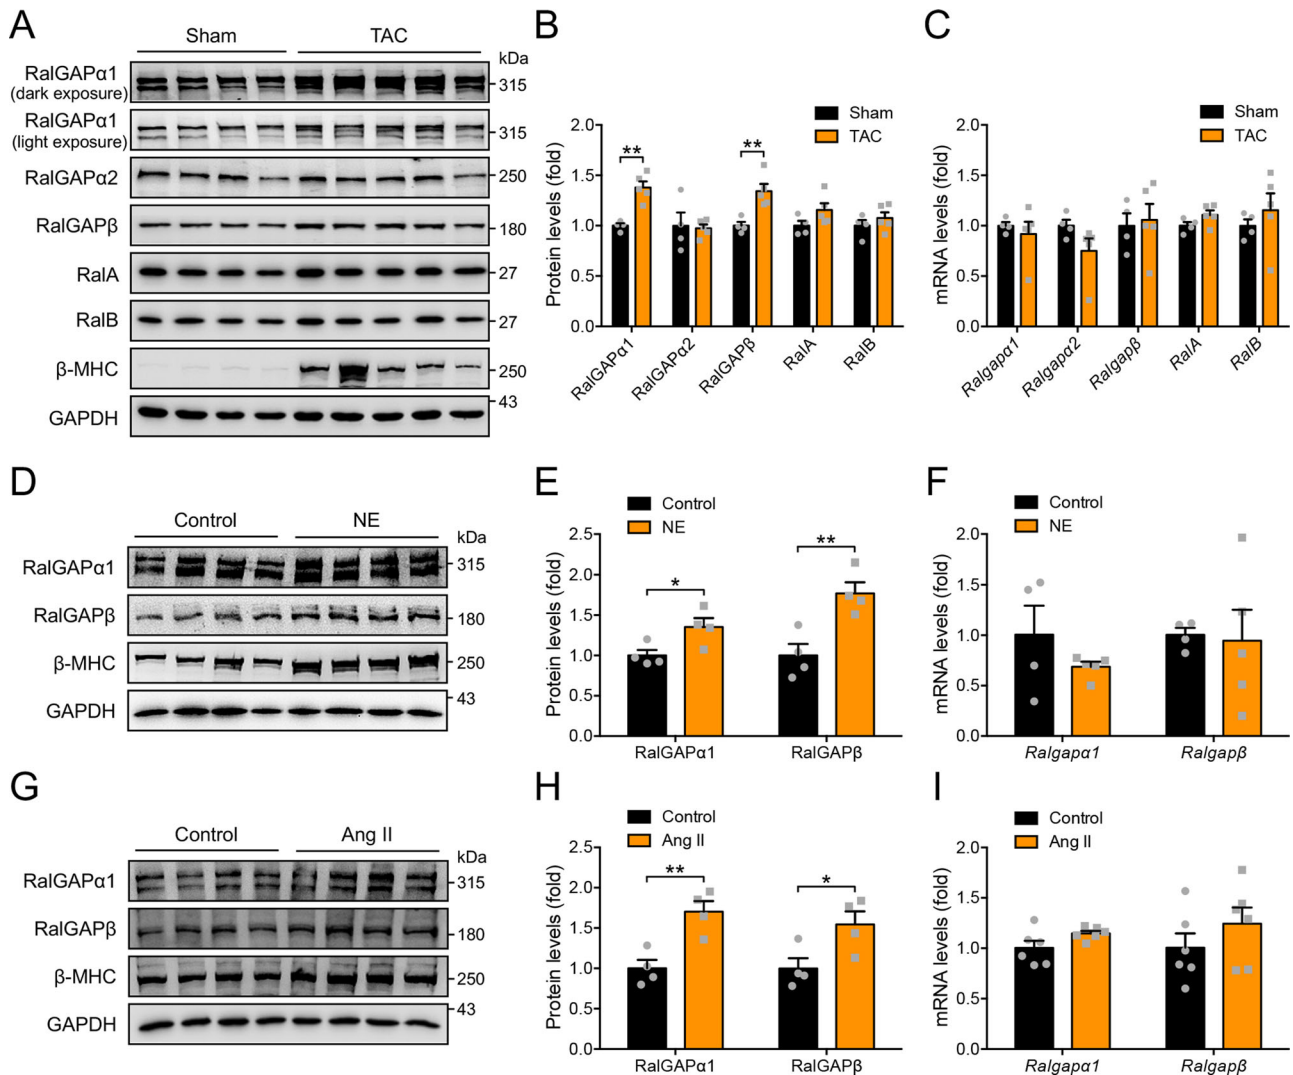 A
Sham TAC
kDa
RalGAPα1
(dark exposure)
315
RalGAPα1
(light exposure)
315
RalGAPα2
250
RalGAPβ
180
RalA
27
RalB
27
β-MHC
250
43
GAPDH
B
Sham
TAC
Protein levels (fold)
2.0
1.5
1.0
0.5
0.0
** **
RalGAPα1 RalGAPα2 RalGAPβ RalA RalB
C
Sham
TAC
mRNA levels (fold)
2.0
1.5
1.0
0.5
0.0
Ralgapα1 Ralgapα2 Ralgapβ RalA RalB
D
Control NE
kDa
RalGAPα1
315
RalGAPβ
180
β-MHC
250
43
GAPDH
E
Control
NE
Protein levels (fold)
2.5
2.0
1.5
1.0
0.5
0.0
* **
RalGAPα1 RalGAPβ
F
Control
NE
mRNA levels (fold)
2.0
1.5
1.0
0.5
0.0
Ralgapα1 Ralgapβ
G
Control Ang II
kDa
RalGAPα1
315
RalGAPβ
180
β-MHC
250
43
GAPDH
H
Control
Ang II
Protein levels (fold)
2.5
2.0
1.5
1.0
0.5
0.0
** *
RalGAPα1 RalGAPβ
I
Control
Ang II
mRNA levels (fold)
2.0
1.5
1.0
0.5
0.0
Ralgapα1 Ralgapβ